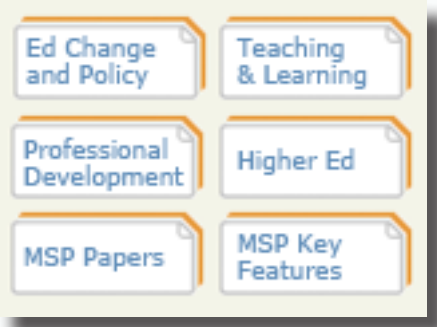 Ed Change
and Policy
Teaching
& Learning
Professional
Development
Higher Ed
MSP Papers
MSP Key
Features